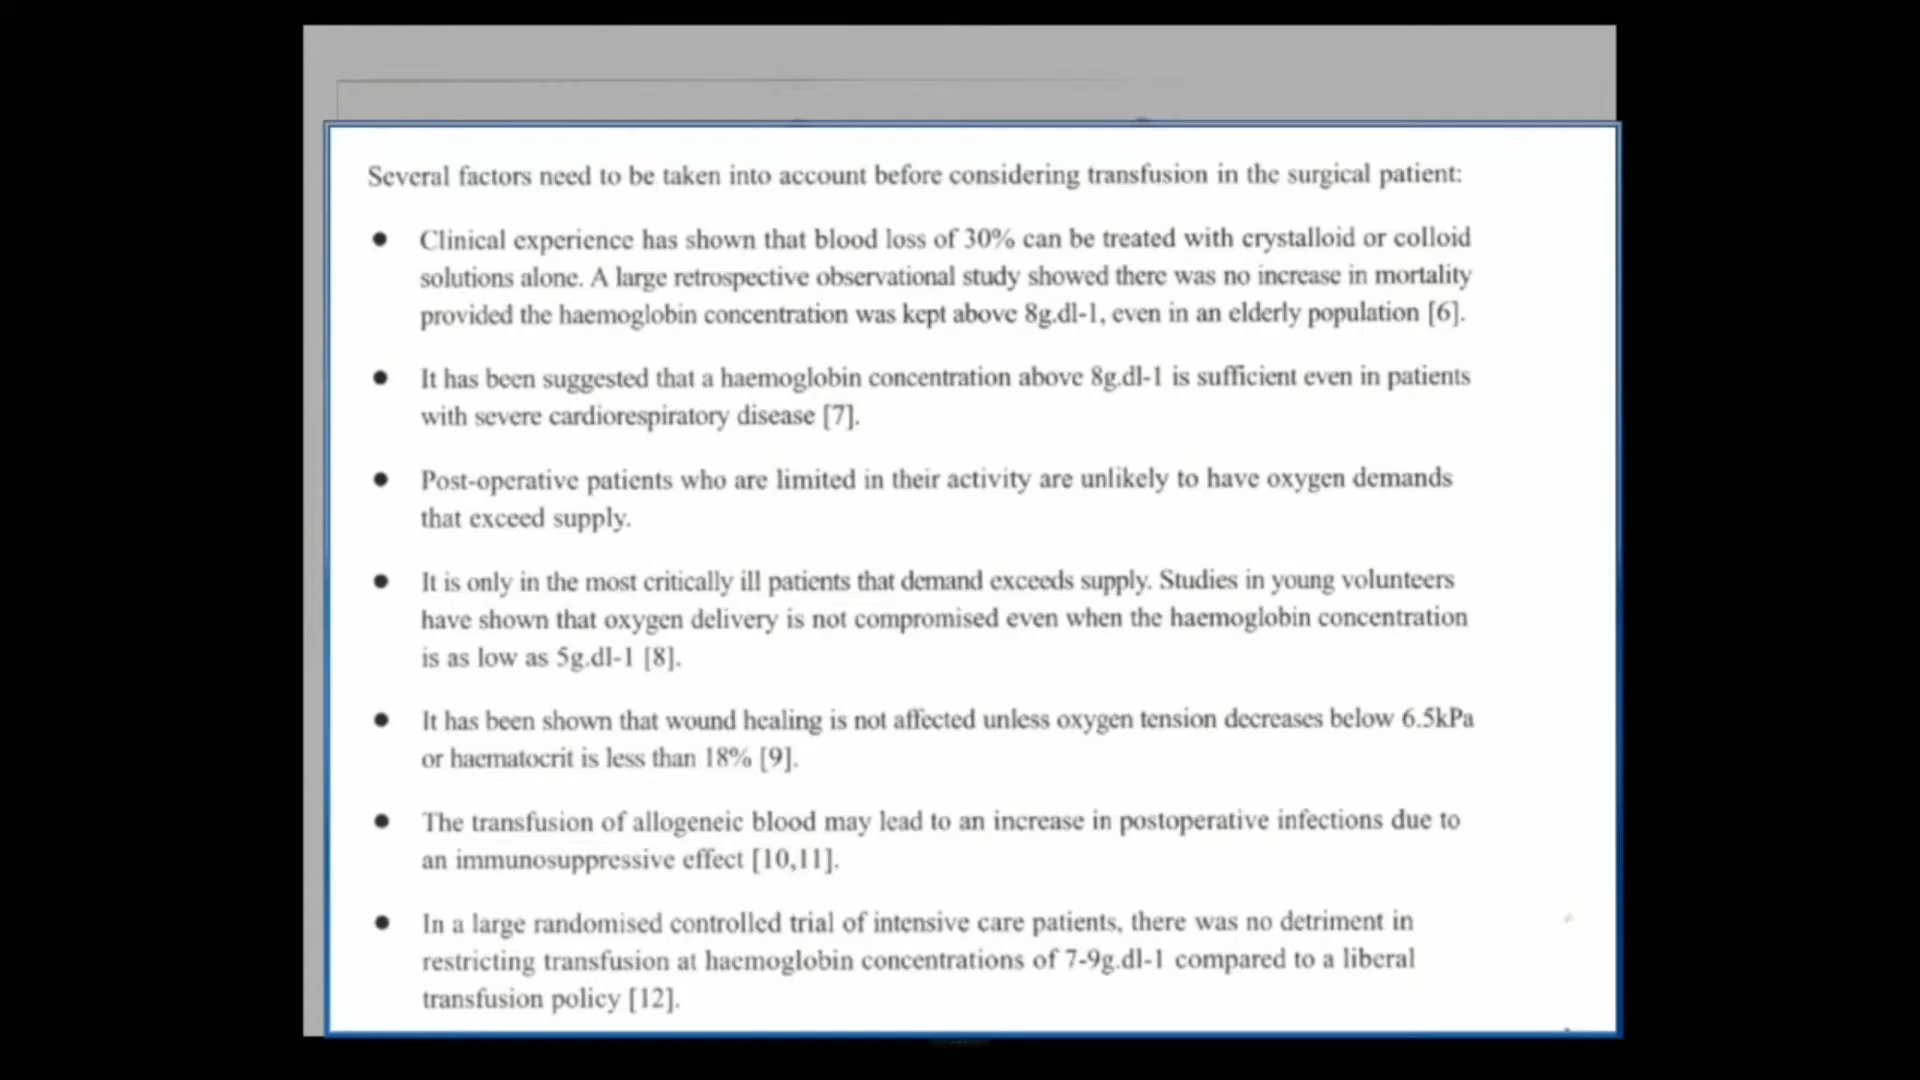 Several factors need to be taken into account before considering transfusion in the surgical patient:
● Clinical experience has shown that blood loss of 30% can be treated with crystalloid or colloid
solutions alone. A large retrospective observational study showed there was no increase in mortality
provided the haemoglobin concentration was kept above 8g.dl-1, even in an elderly population [6].
● It has been suggested that a haemoglobin concentration above 8g.dl-1 is sufficient even in patients
with severe cardiorespiratory disease [7].
● Post-operative patients who are limited in their activity are unlikely to have oxygen demands
that exceed supply.
● It is only in the most critically ill patients that demand exceeds supply. Studies in young volunteers
have shown that oxygen delivery is not compromised even when the haemoglobin concentration
is as low as 5g.dl-1 [8].
● It has been shown that wound healing is not affected unless oxygen tension decreases below 6.5kPa
or haematocrit is less than 18% [9].
● The transfusion of allogeneic blood may lead to an increase in postoperative infections due to
an immunosuppressive effect [10,11].
● In a large randomised controlled trial of intensive care patients, there was no detriment in
restricting transfusion at haemoglobin concentrations of 7-9g.dl-1 compared to a liberal
transfusion policy [12].